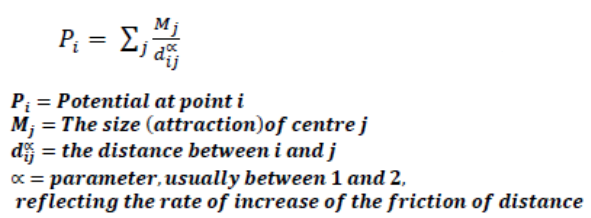 P_i = ∑_j M_j / d_ij^∝
P_i = Potential at point i
M_j = The size (attraction)of centre j
d_ij^∝ = the distance between i and j
∝ = parameter, usually between 1 and 2,
reflecting the rate of increase of the friction of distance